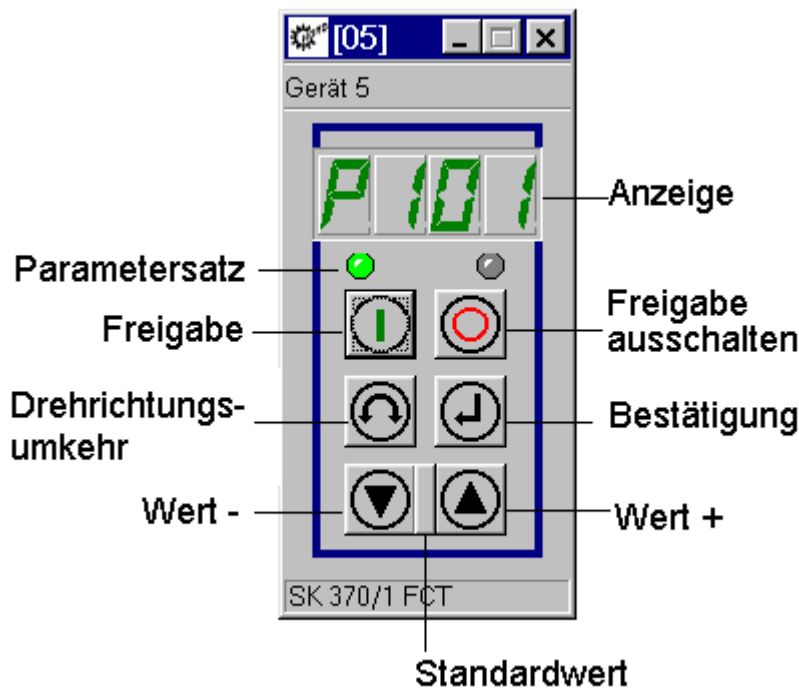 [05]
Gerät 5
P101
Anzeige
Parametersatz
Freigabe
Freigabe
ausschalten
Drehrichtungs-
umkehr
Bestätigung
Wert -
Wert +
SK 370/1 FCT
Standardwert